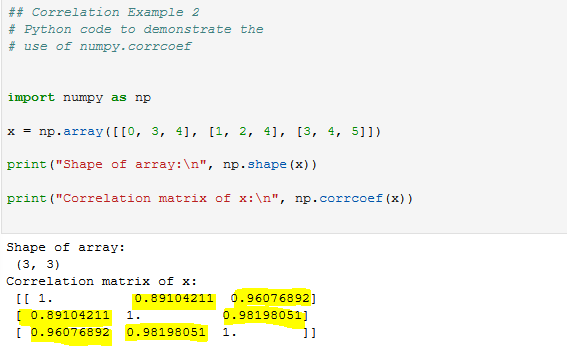 ## Correlation Example 2
# Python code to demonstrate the
# use of numpy.corrcoef
import numpy as np
x = np.array([[0, 3, 4], [1, 2, 4], [3, 4, 5]])
print("Shape of array:\n", np.shape(x))
print("Correlation matrix of x:\n", np.corrcoef(x))
Shape of array:
(3, 3)
Correlation matrix of x:
[[ 1. 0.89104211 0.96076892]
[ 0.89104211 1. 0.98198051]
[ 0.96076892 0.98198051 1. ]]